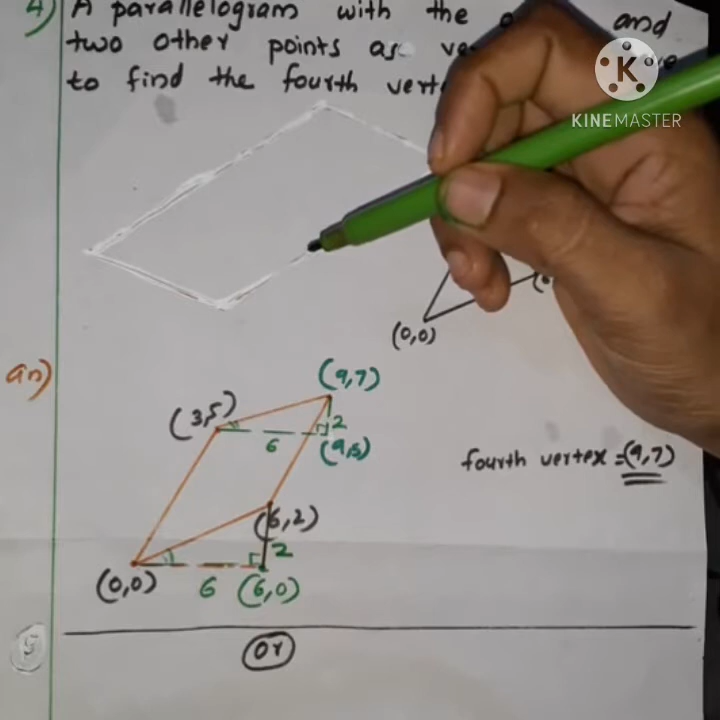 4) A parallelogram with the and
two other points as
to find the fourth
K
KINEMASTER
(0,0)
an)
(9,7)
(3,5)
2
6
(9,5)
fourth vertex = (9,7)
(6,2)
2
(0,0)
6
(6,0)
5
or